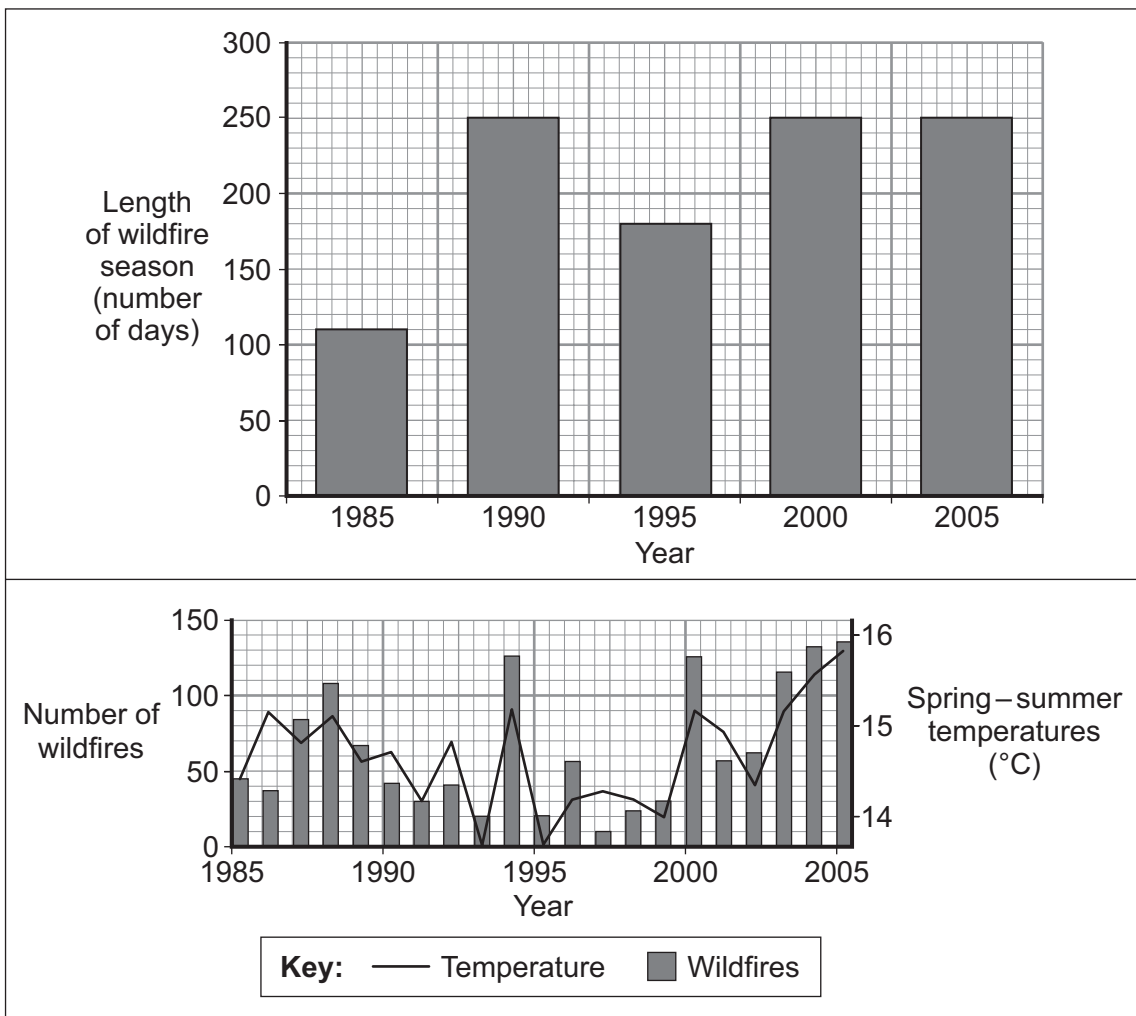 300
250
200
150
100
50
0
Length
of wildfire
season
(number
of days)
1985 1990 1995 2000 2005
Year
150
100
50
0
Number of
wildfires
16
15
14
Spring – summer
temperatures
(°C)
1985 1990 1995 2000 2005
Year
Key: Temperature Wildfires